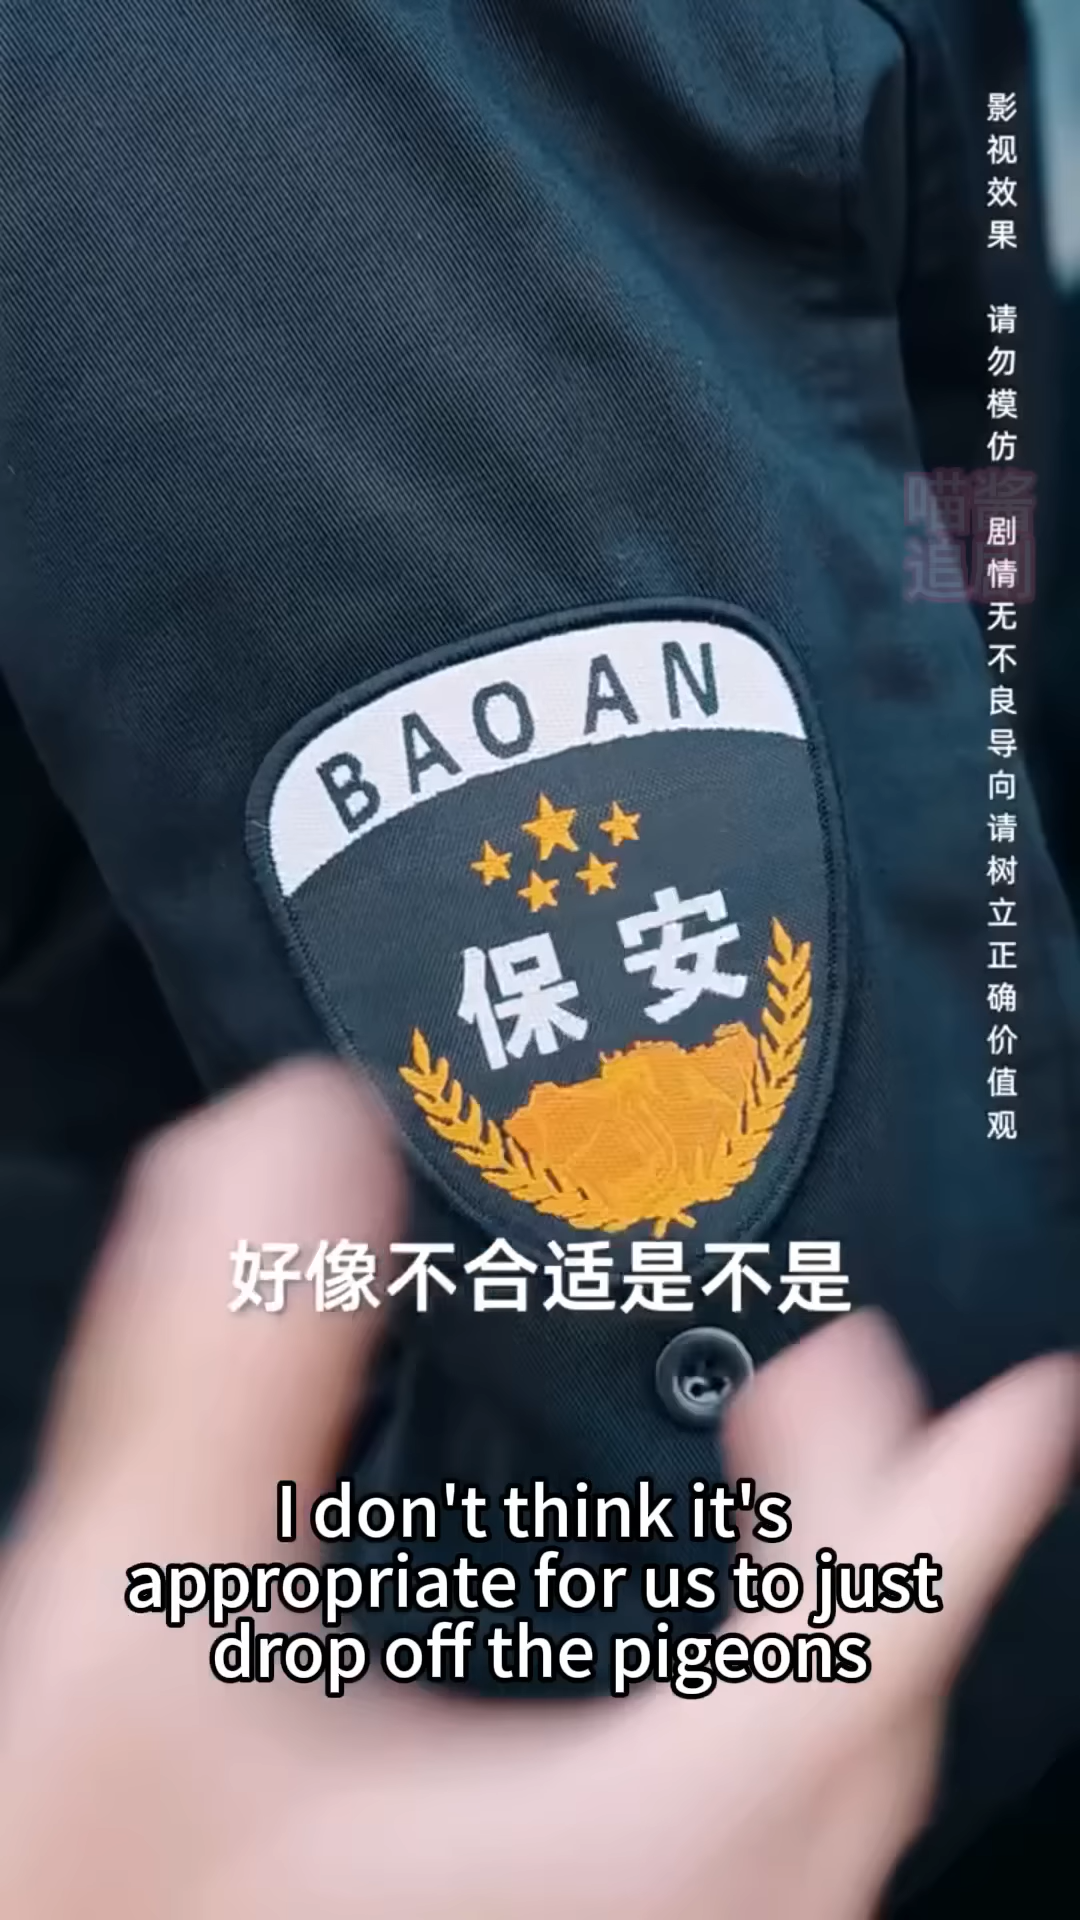 影视效果 请勿模仿 剧情无不良导向请树立正确价值观
喵酱
追剧
BAOAN
保安
好像不合适是不是
I don't think it's
appropriate for us to just
drop off the pigeons